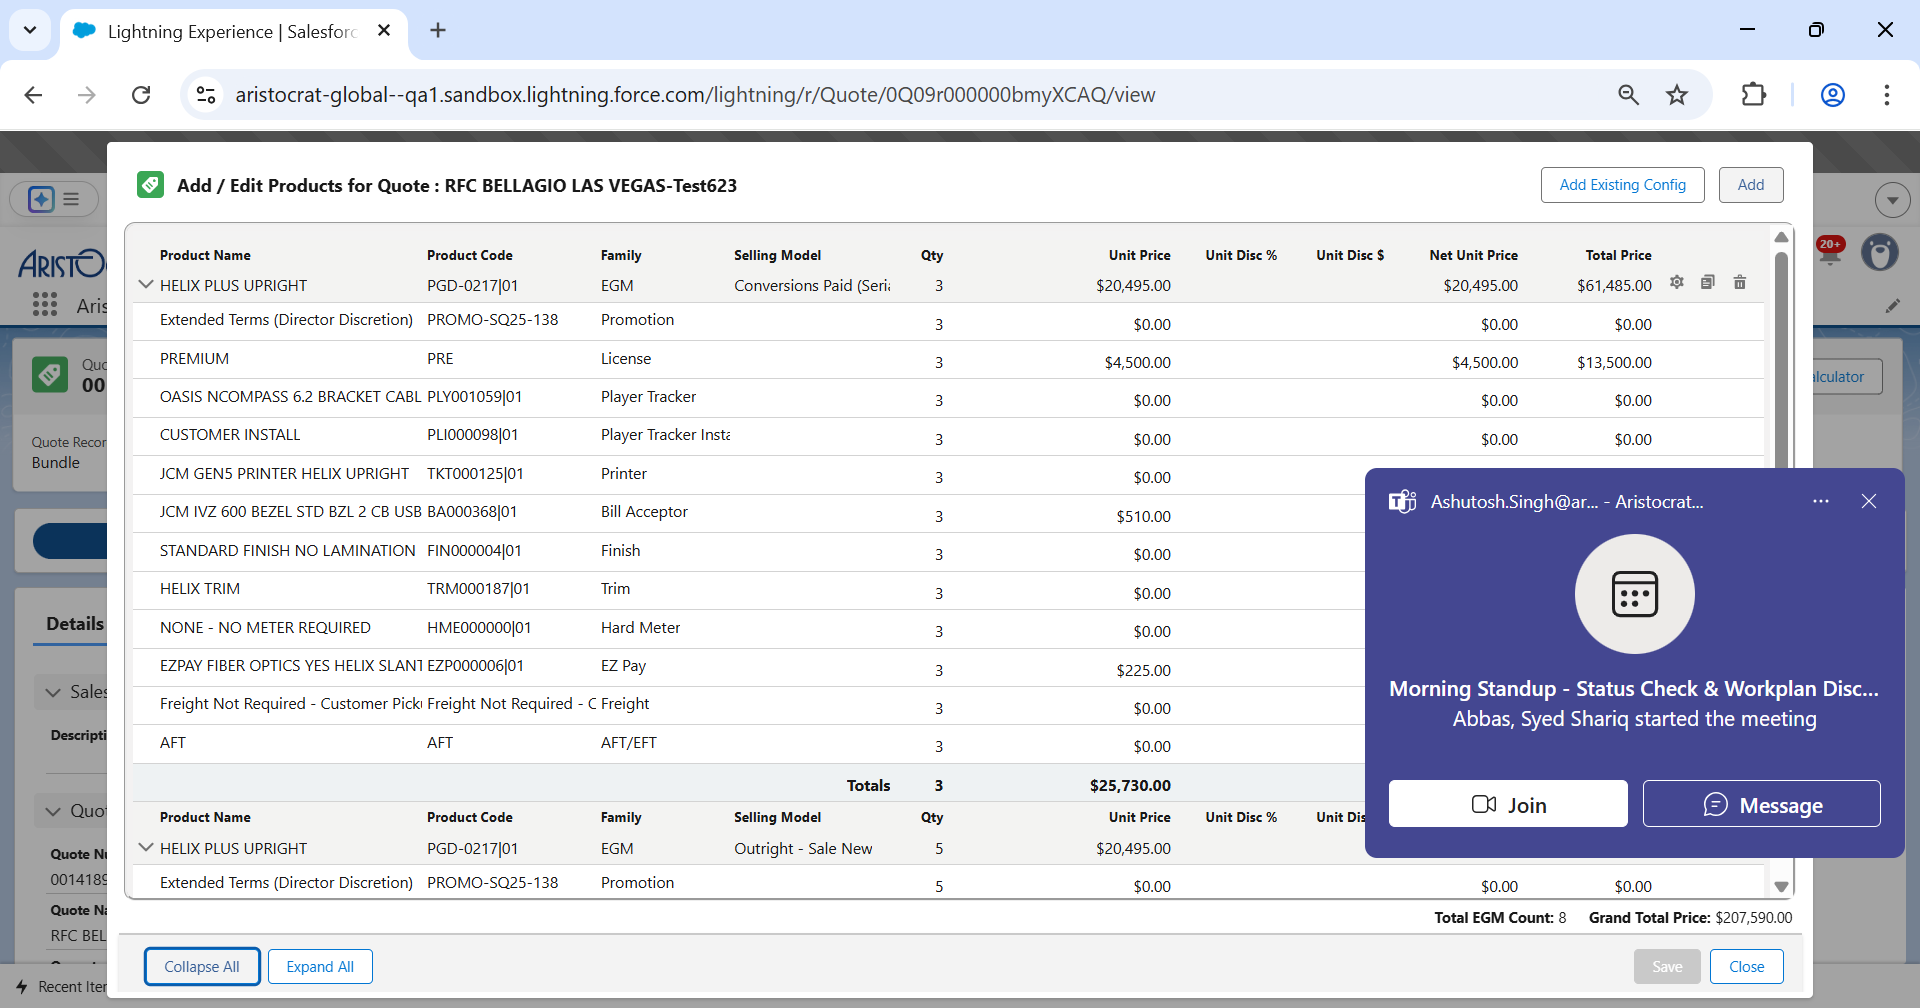 Lightning Experience | Salesforc
aristocrat-global--qa1.sandbox.lightning.force.com/lightning/r/Quote/0Q09r000000bmyXCAQ/view
Add / Edit Products for Quote : RFC BELLAGIO LAS VEGAS-Test623
Add Existing Config
Add
ARISTO
20+
Aris
Quo
00
alculator
Quote Recor
Bundle
Details
Sales
Descripti
Quo
Quote Nu
0014189
Quote Na
RFC BEL
Recent Iter
Product Name Product Code Family Selling Model Qty Unit Price Unit Disc % Unit Disc $ Net Unit Price Total Price
HELIX PLUS UPRIGHT PGD-0217|01 EGM Conversions Paid (Seria 3 $20,495.00 $20,495.00 $61,485.00
Extended Terms (Director Discretion) PROMO-SQ25-138 Promotion 3 $0.00 $0.00 $0.00
PREMIUM PRE License 3 $4,500.00 $4,500.00 $13,500.00
OASIS NCOMPASS 6.2 BRACKET CABL PLY001059|01 Player Tracker 3 $0.00 $0.00 $0.00
CUSTOMER INSTALL PLI000098|01 Player Tracker Insta 3 $0.00 $0.00 $0.00
JCM GEN5 PRINTER HELIX UPRIGHT TKT000125|01 Printer 3 $0.00
JCM IVZ 600 BEZEL STD BZL 2 CB USB BA000368|01 Bill Acceptor 3 $510.00
STANDARD FINISH NO LAMINATION FIN000004|01 Finish 3 $0.00
HELIX TRIM TRM000187|01 Trim 3 $0.00
NONE - NO METER REQUIRED HME000000|01 Hard Meter 3 $0.00
EZPAY FIBER OPTICS YES HELIX SLANT EZP000006|01 EZ Pay 3 $225.00
Freight Not Required - Customer Picku Freight Not Required - C Freight 3 $0.00
AFT AFT AFT/EFT 3 $0.00
Totals 3 $25,730.00
Product Name Product Code Family Selling Model Qty Unit Price Unit Disc % Unit Dis
HELIX PLUS UPRIGHT PGD-0217|01 EGM Outright - Sale New 5 $20,495.00
Extended Terms (Director Discretion) PROMO-SQ25-138 Promotion 5 $0.00 $0.00 $0.00
Total EGM Count: 8 Grand Total Price: $207,590.00
Collapse All
Expand All
Save
Close
Ashutosh.Singh@ar... - Aristocrat...
Morning Standup - Status Check & Workplan Disc...
Abbas, Syed Shariq started the meeting
Join
Message